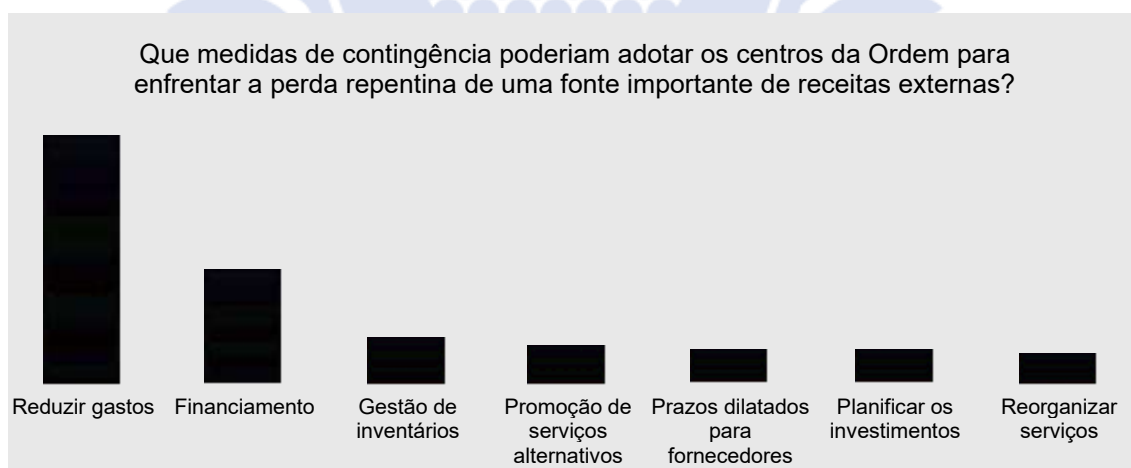 Que medidas de contingência poderiam adotar os centros da Ordem para
enfrentar a perda repentina de uma fonte importante de receitas externas?
Reduzir gastos
Financiamento
Gestão de
inventários
Promoção de
serviços
alternativos
Prazos dilatados
para
fornecedores
Planificar os
investimentos
Reorganizar
serviços